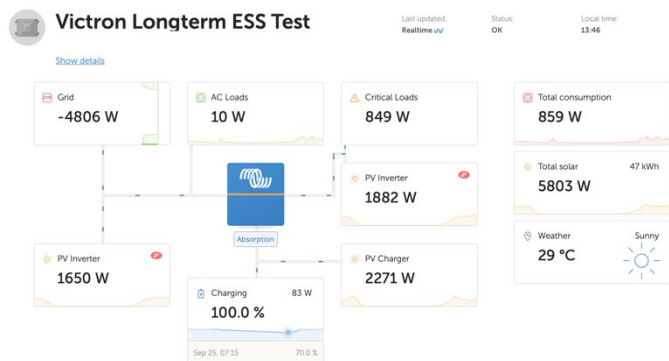 Victron Longterm ESS Test
Last updated:
Realtime
Status:
OK
Local time:
13:46
Show details
Grid
-4806 W
AC Loads
10 W
Critical Loads
849 W
Total consumption
859 W
PV Inverter
1882 W
Total solar
47 kWh
5803 W
Absorption
Weather
Sunny
29 °C
PV Inverter
1650 W
PV Charger
2271 W
Charging
83 W
100.0 %
Sep 25, 07:15
70.0 %